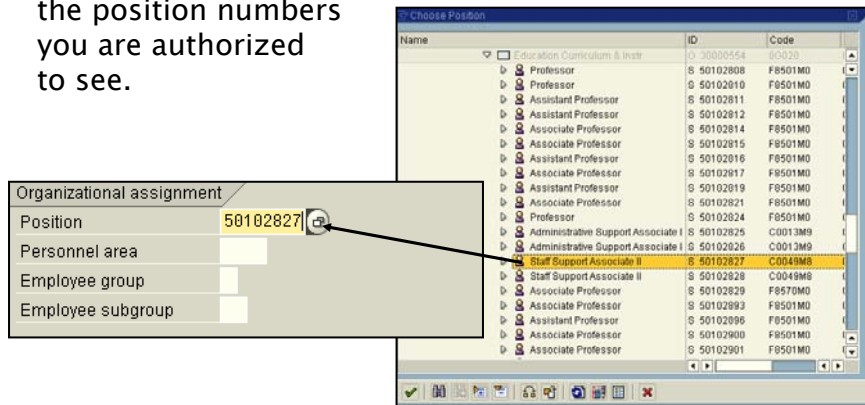 the position numbers
you are authorized
to see.
Choose Position
Name ID Code
Education Curriculum & Instr O 30000554 80020
Professor S 50102808 F8501M0
Professor S 50102810 F8501M0
Assistant Professor S 50102811 F8501M0
Assistant Professor S 50102812 F8501M0
Associate Professor S 50102814 F8501M0
Associate Professor S 50102815 F8501M0
Assistant Professor S 50102816 F8501M0
Associate Professor S 50102817 F8501M0
Assistant Professor S 50102819 F8501M0
Associate Professor S 50102821 F8501M0
Professor S 50102824 F8501M0
Administrative Support Associate I S 50102825 C0013M9
Administrative Support Associate I S 50102826 C0013M9
Staff Support Associate II S 50102827 C0049M8
Staff Support Associate II S 50102828 C0049M8
Associate Professor S 50102829 F8570M0
Associate Professor S 50102893 F8501M0
Assistant Professor S 50102896 F8501M0
Associate Professor S 50102900 F8501M0
Associate Professor S 50102901 F8501M0
Organizational assignment
Position 50102827
Personnel area
Employee group
Employee subgroup